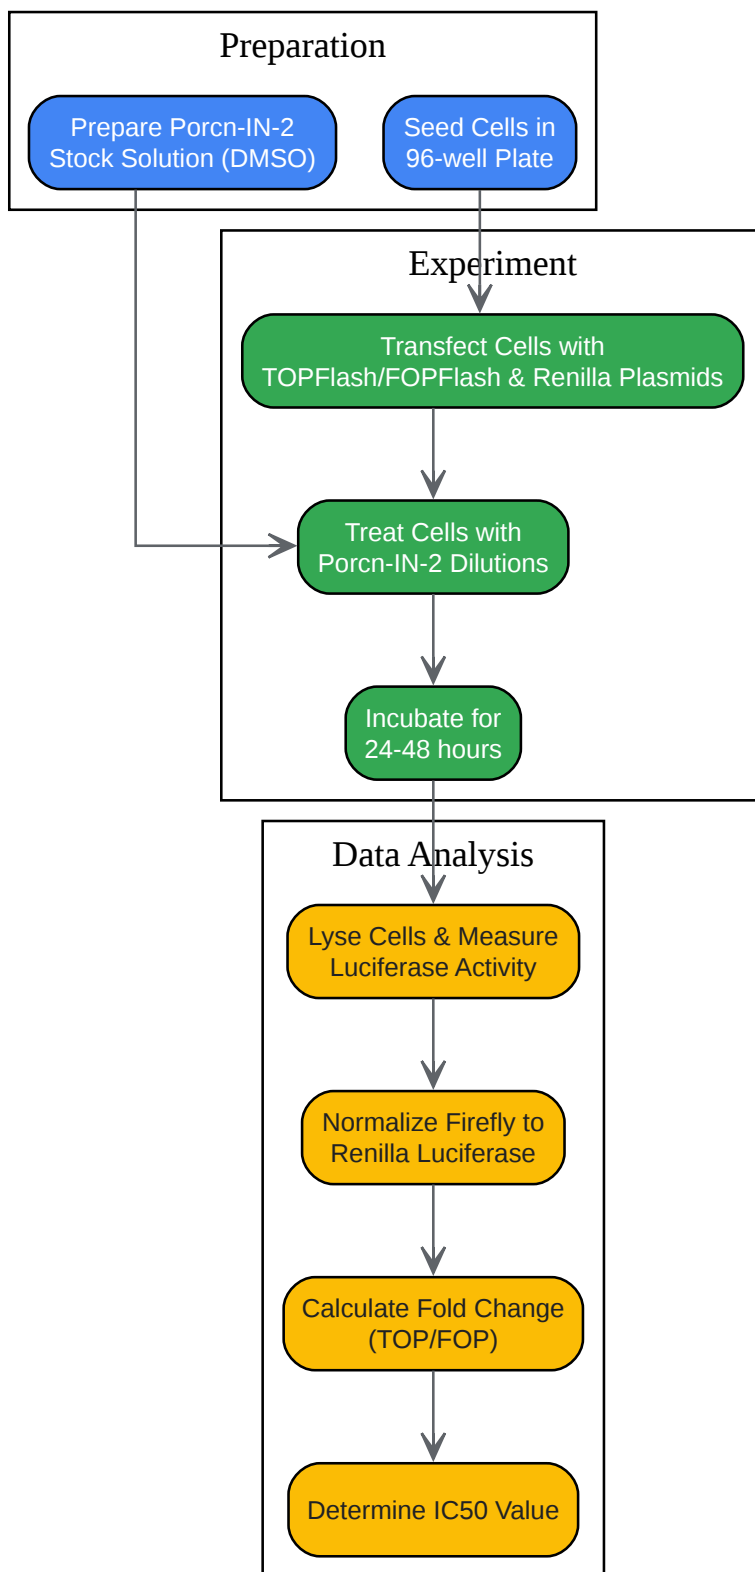 Preparation
Prepare Porcn-IN-2
Stock Solution (DMSO)
Seed Cells in
96-well Plate
Experiment
Transfect Cells with
TOPFlash/FOPFlash & Renilla Plasmids
Treat Cells with
Porcn-IN-2 Dilutions
Incubate for
24-48 hours
Data Analysis
Lyse Cells & Measure
Luciferase Activity
Normalize Firefly to
Renilla Luciferase
Calculate Fold Change
(TOP/FOP)
Determine IC50 Value